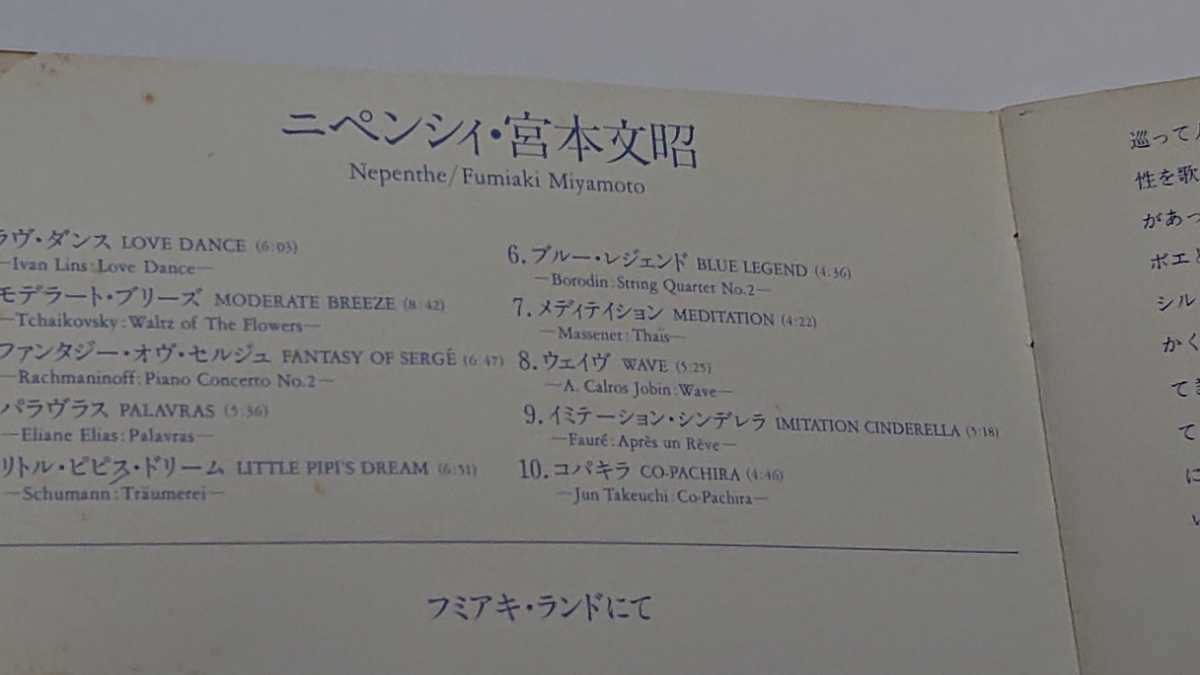 ニペンシィ・宮本文昭
Nepenthe/Fumiaki Miyamoto
ラヴ・ダンス LOVE DANCE (6:03)
—Ivan Lins:Love Dance—
モデラート・ブリーズ MODERATE BREEZE (8:42)
—Tchaikovsky:Waltz of The Flowers—
ファンタジー・オヴ・セルジュ FANTASY OF SERGÉ (6:47)
—Rachmaninoff:Piano Concerto No.2—
パラヴラス PALAVRAS (5:36)
—Eliane Elias:Palavras—
リトル・ピピス・ドリーム LITTLE PIPI'S DREAM (6:51)
—Schumann:Träumerei—
6.ブルー・レジェンド BLUE LEGEND (4:36)
—Borodin:String Quartet No.2—
7.メディテイション MEDITATION (4:22)
—Massenet:Thaïs—
8.ウェイヴ WAVE (5:25)
—A. Calros Jobin:Wave—
9.イミテーション・シンデレラ IMITATION CINDERELLA (5:18)
—Fauré:Après un Rêve—
10.コパキラ CO-PACHIRA (4:46)
—Jun Takeuchi:Co-Pachira—
フミアキ・ランドにて
巡って
性を歌
があっ
ボエと
シル
かく
て
て
に
い